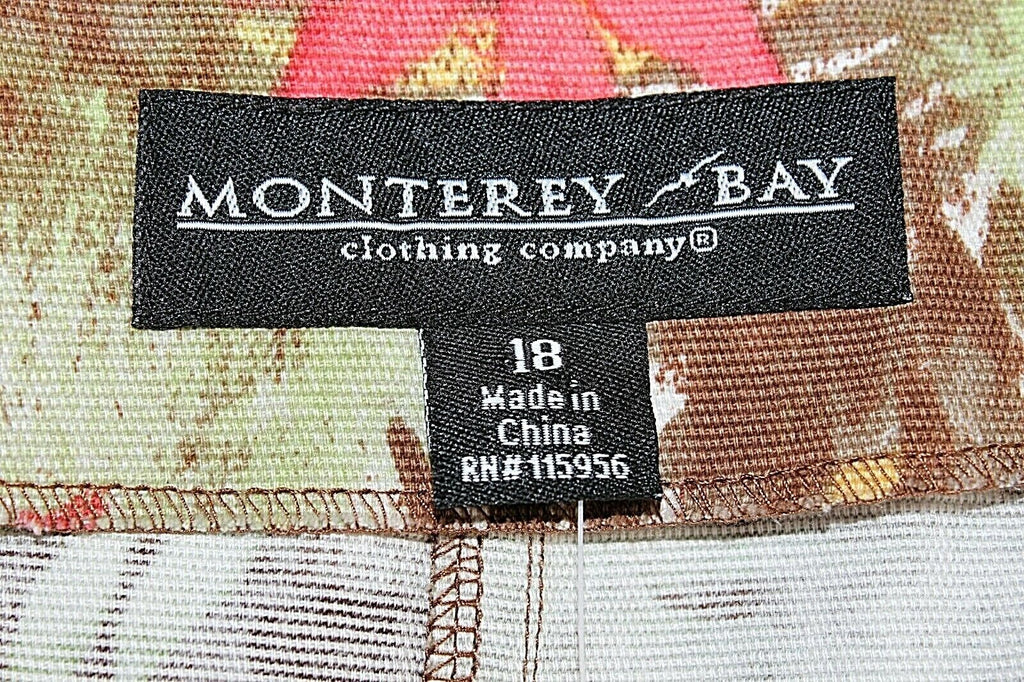 MONTEREY BAY
clothing company®
18
Made in
China
RN# 115956